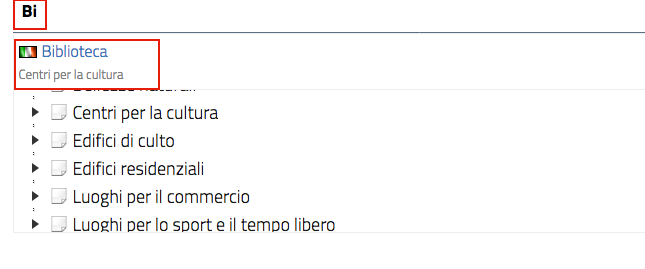 Bi
Biblioteca
Centri per la cultura
Centri per la cultura
Edifici di culto
Edifici residenziali
Luoghi per il commercio
Luoghi per lo sport e il tempo libero